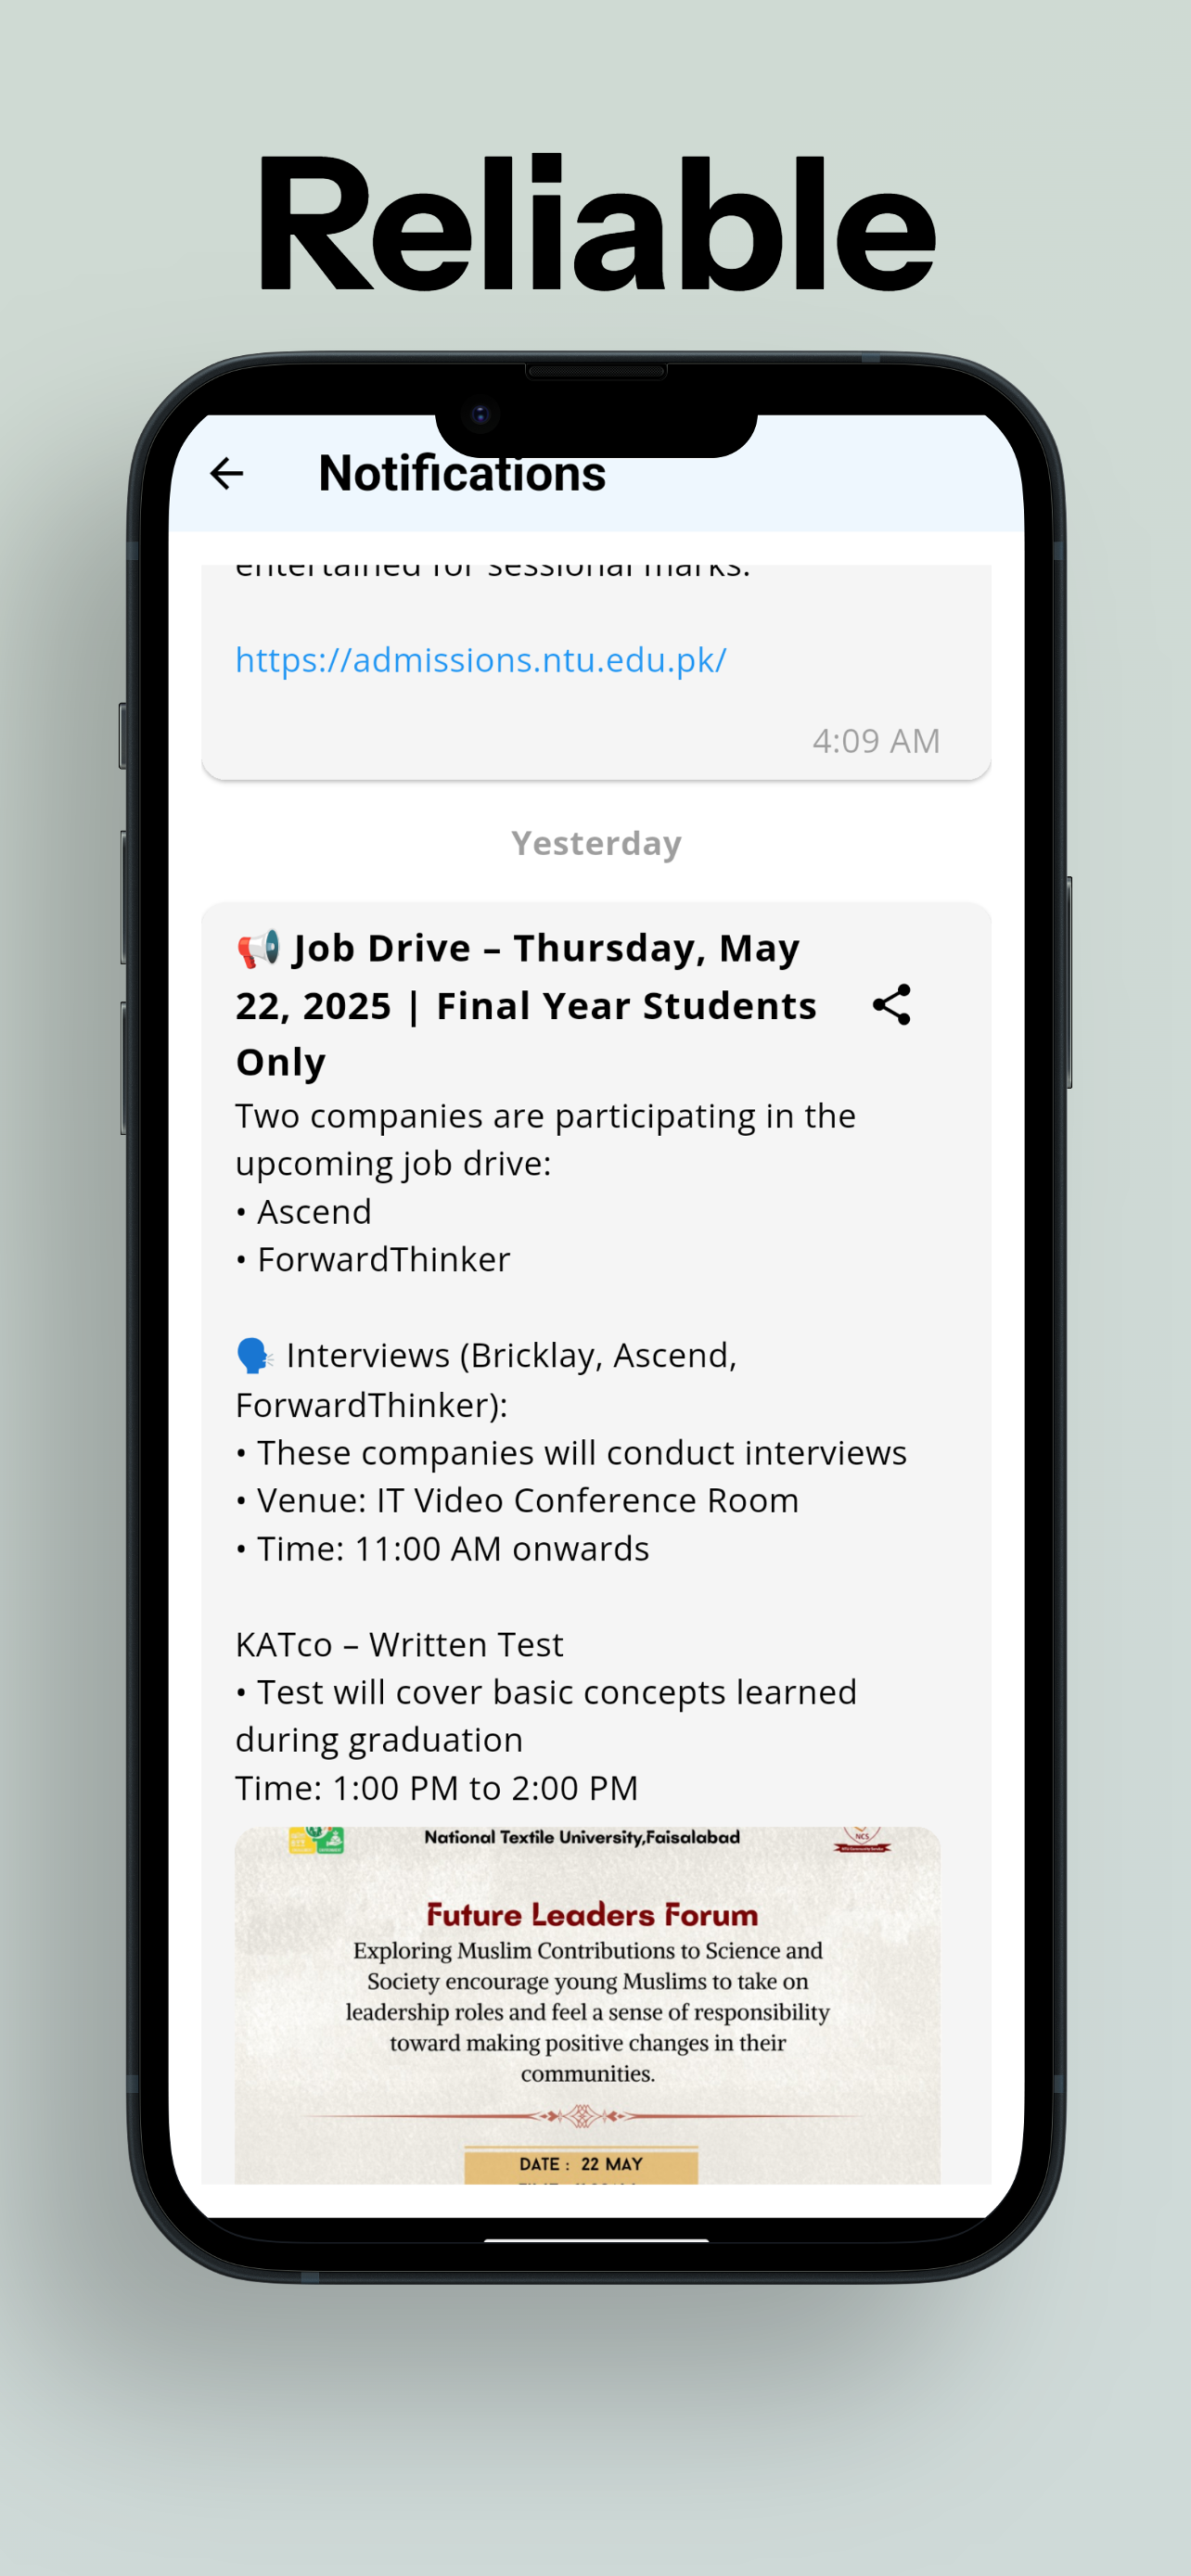 Reliable
Notifications
entertained for sessional marks.
https://admissions.ntu.edu.pk/
4:09 AM
Yesterday
📢 Job Drive – Thursday, May
22, 2025 | Final Year Students
Only
Two companies are participating in the
upcoming job drive:
• Ascend
• ForwardThinker
🗣️ Interviews (Bricklay, Ascend,
ForwardThinker):
• These companies will conduct interviews
• Venue: IT Video Conference Room
• Time: 11:00 AM onwards
KATco – Written Test
• Test will cover basic concepts learned
during graduation
Time: 1:00 PM to 2:00 PM
National Textile University,Faisalabad
NCS
Future Leaders Forum
Exploring Muslim Contributions to Science and
Society encourage young Muslims to take on
leadership roles and feel a sense of responsibility
toward making positive changes in their
communities.
DATE : 22 MAY